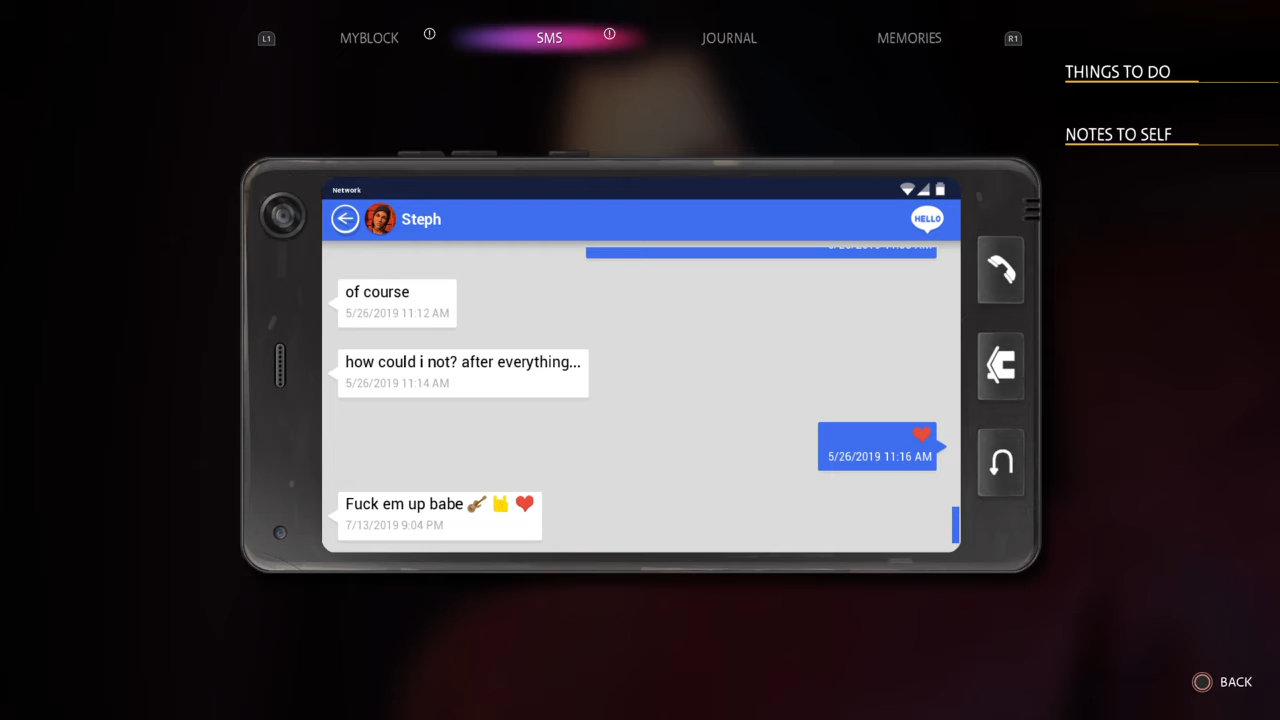 L1
MYBLOCK
SMS
JOURNAL
MEMORIES
R1
THINGS TO DO
NOTES TO SELF
Network
Steph
HELLO
of course
5/26/2019 11:12 AM
how could i not? after everything...
5/26/2019 11:14 AM
❤️
5/26/2019 11:16 AM
Fuck em up babe 🎸 🤘 ❤️
7/13/2019 9:04 PM
BACK